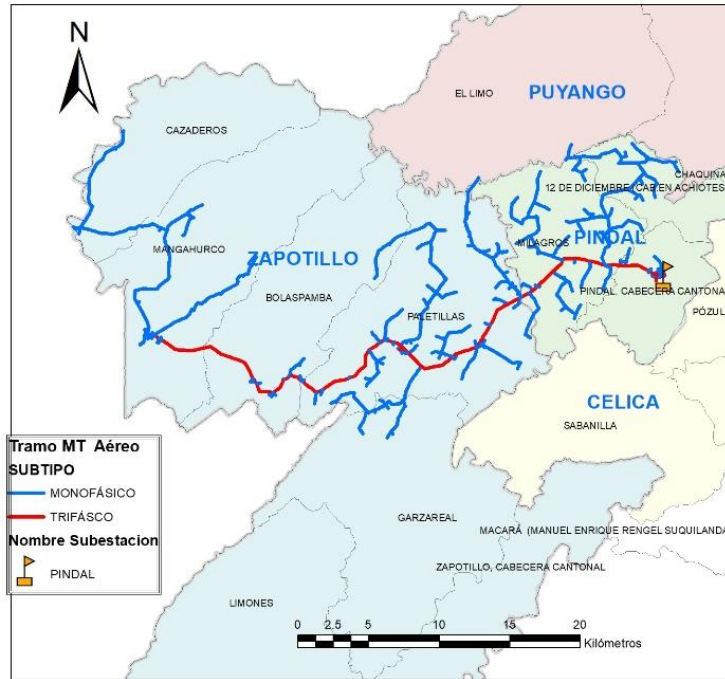 N
EL LIMO
PUYANGO
CAZADEROS
CHAQUINA
12 DE DICIEMBRE (CAB.EN ACHIOTES
MILAGROS
PINDAL
MANGAHURCO
ZAPOTILLO
BOLASPAMBA
PINDAL, CABECERA CANTONA
PÓZUL
PALETILLAS
CELICA
SABANILLA
Tramo MT Aéreo
SUBTIPO
MONOFÁSICO
TRIFÁSCO
Nombre Subestacion
PINDAL
GARZAREAL
MACARÁ (MANUEL ENRIQUE RENGEL SUQUILANDA
ZAPOTILLO, CABECERA CANTONAL
LIMONES
0 2,5 5 10 15 20
Kilómetros